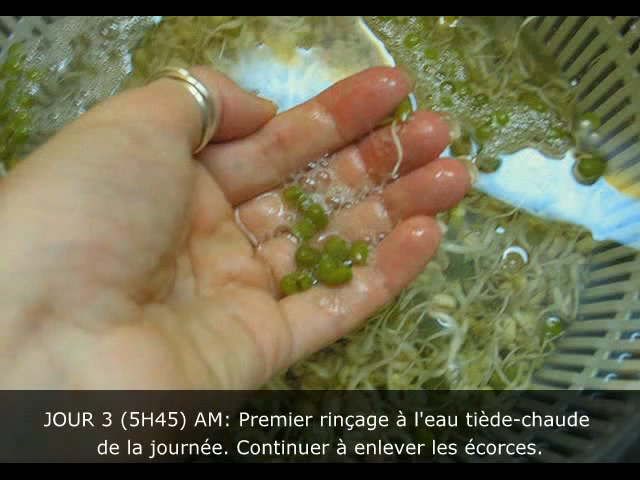 JOUR 3 (5H45) AM: Premier rinçage à l'eau tiède-chaude
de la journée. Continuer à enlever les écorces.